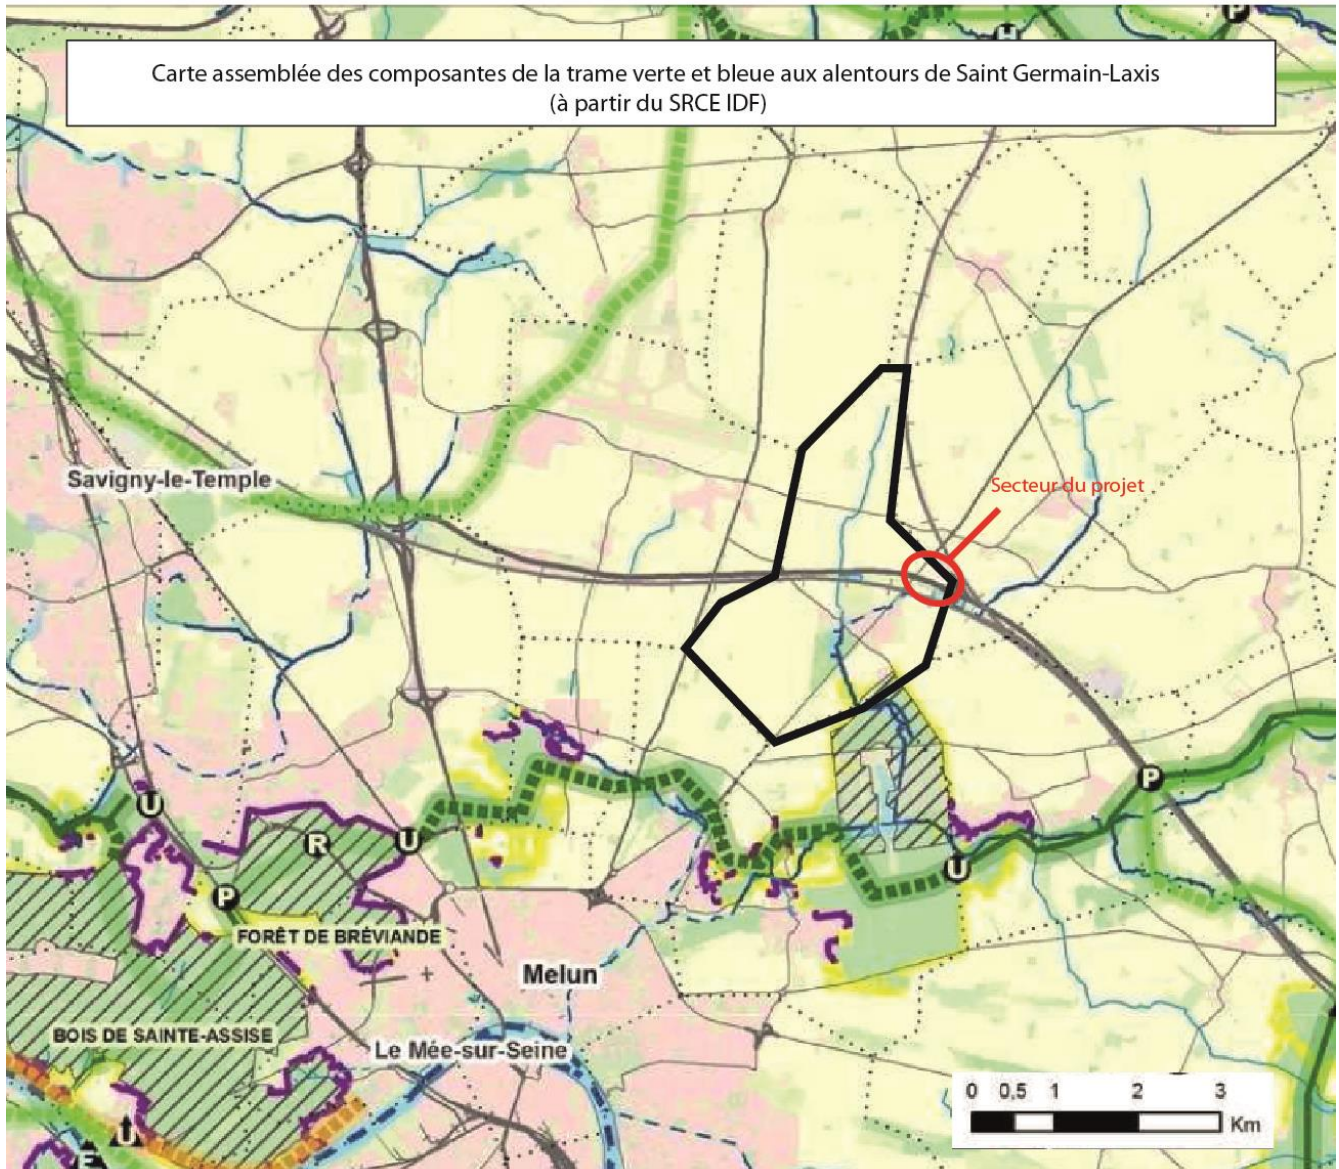 P
Carte assemblée des composantes de la trame verte et bleue aux alentours de Saint Germain-Laxis
(à partir du SRCE IDF)
Savigny-le-Temple
Secteur du projet
P
U
R
U
U
P
FORÊT DE BRÉVIANDE
Melun
BOIS DE SAINTE-ASSISE
Le Mée-sur-Seine
0 0,5 1 2 3
Km
U